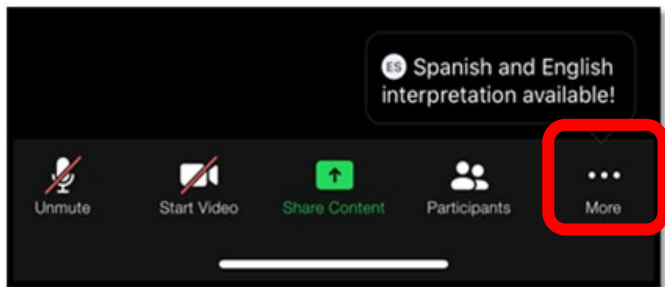 ES Spanish and English
interpretation available!
Unmute
Start Video
Share Content
Participants
More